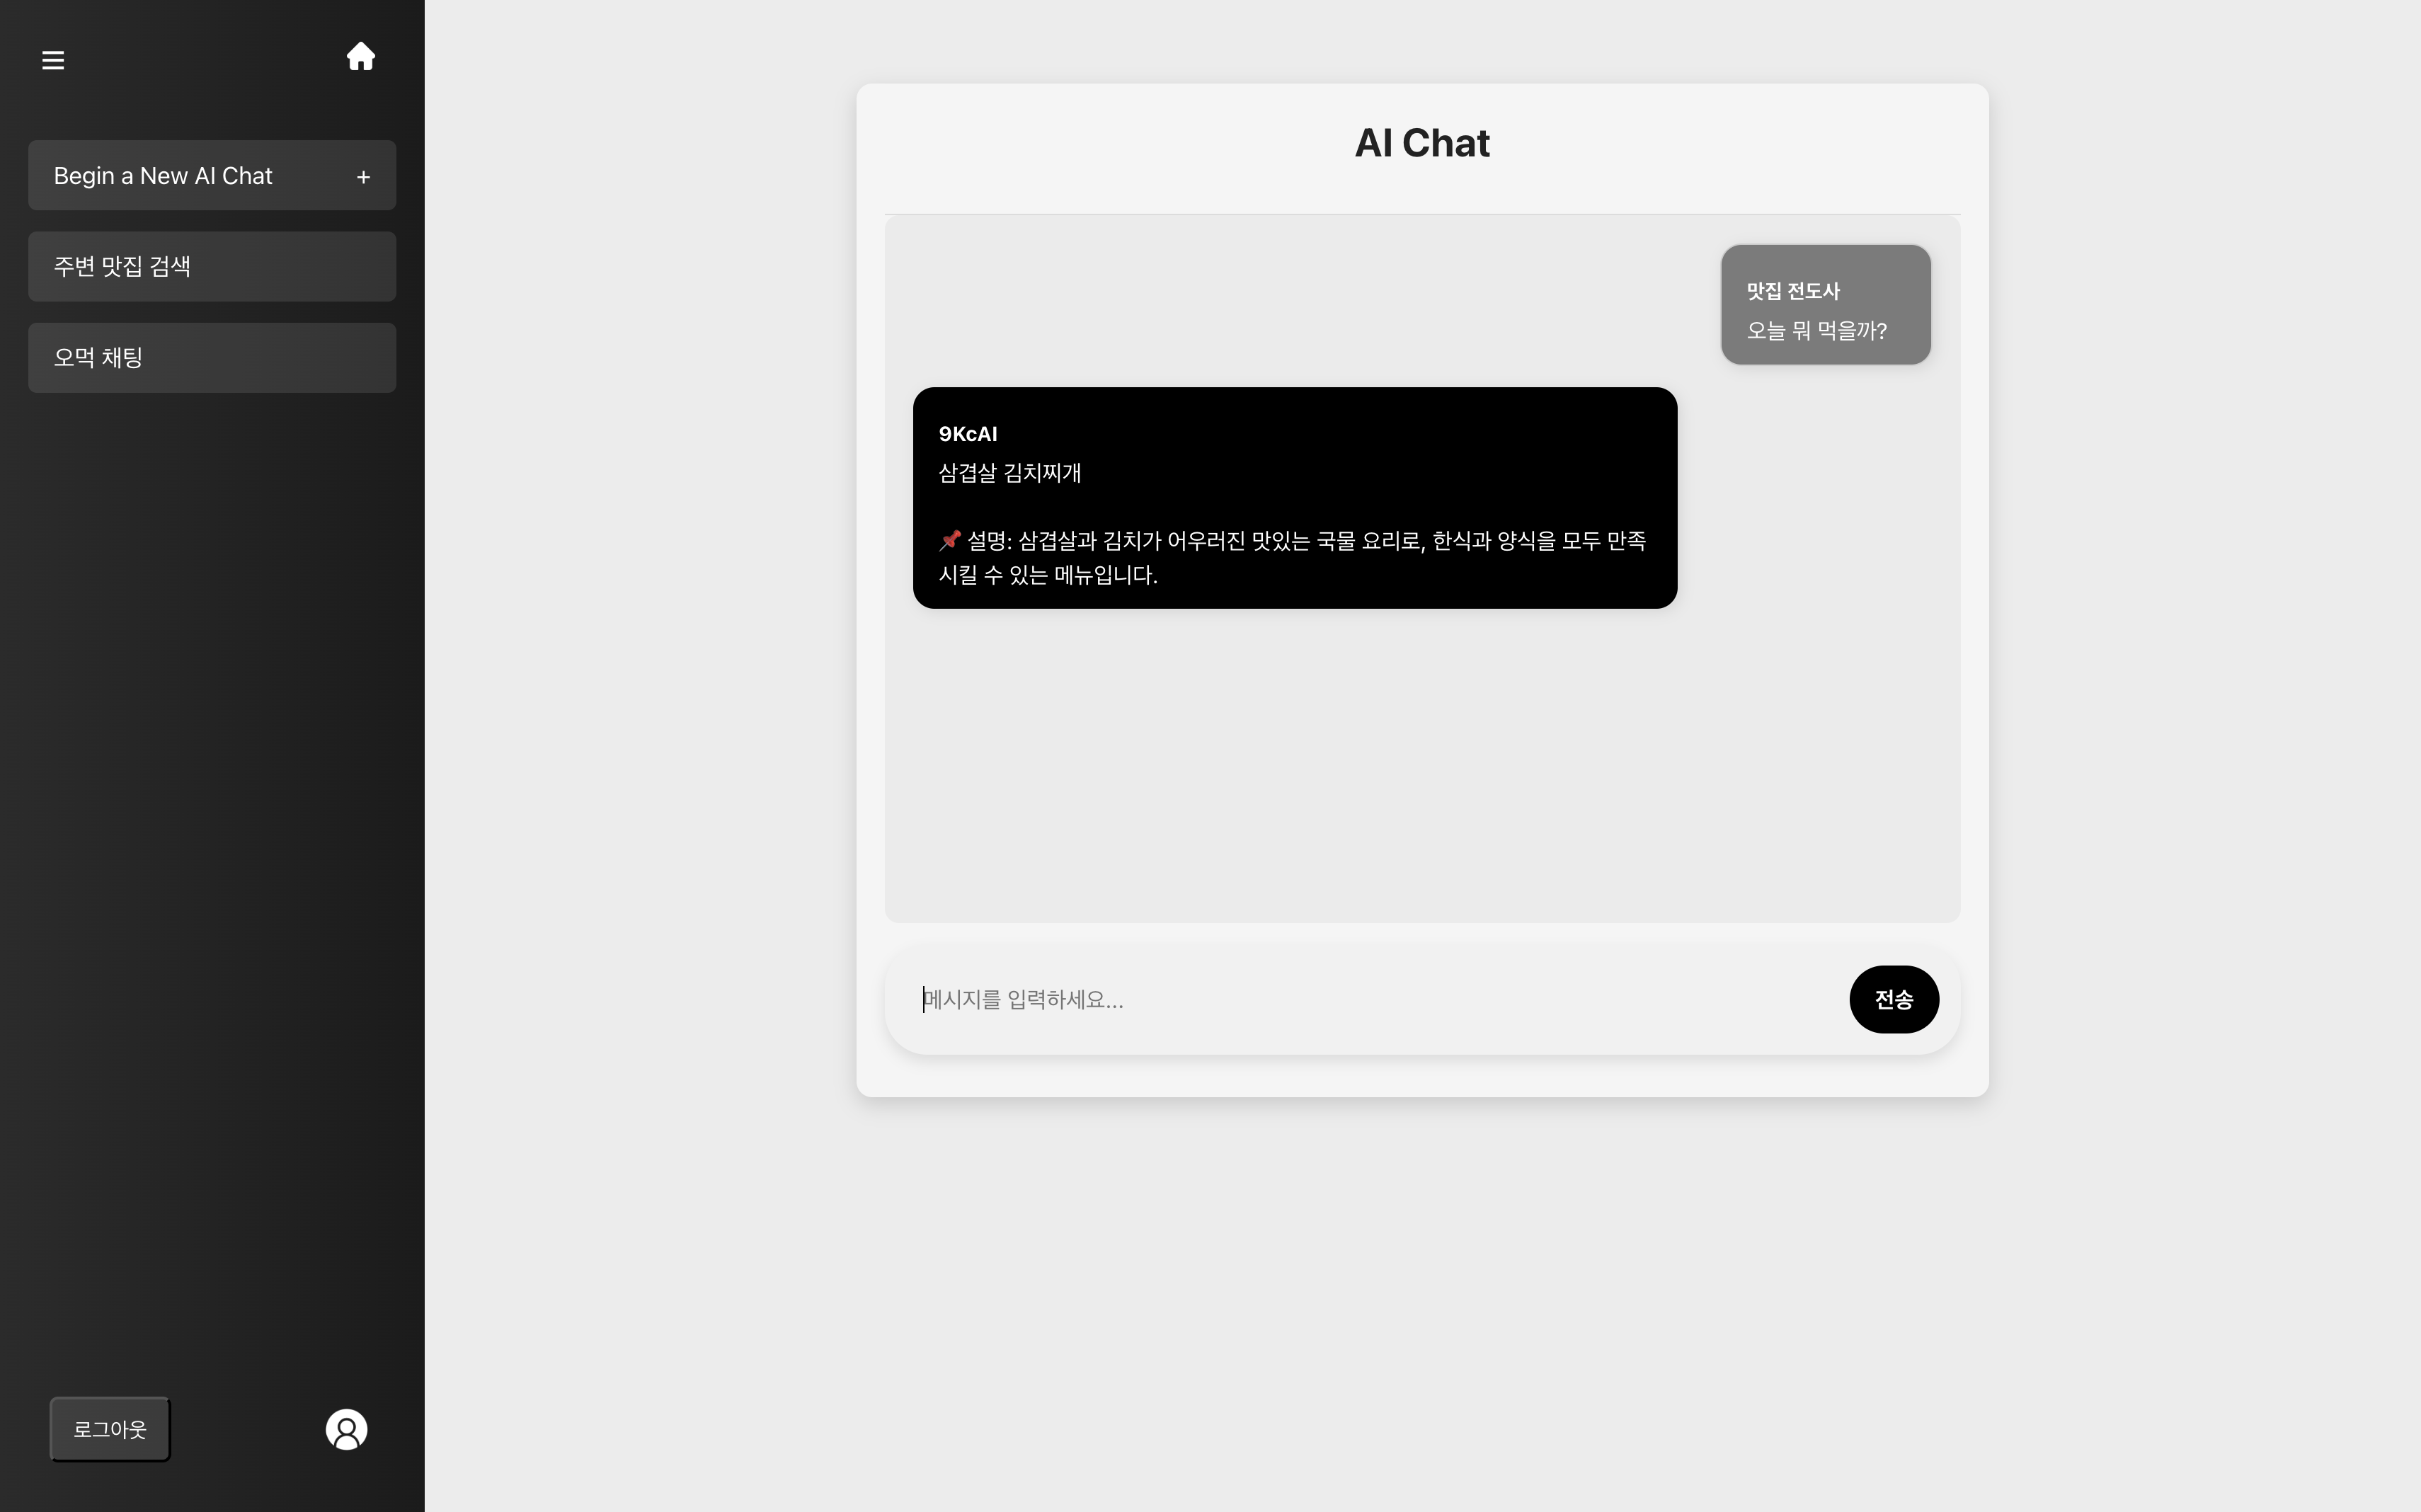 Begin a New AI Chat +
주변 맛집 검색
오먹 채팅
로그아웃
AI Chat
맛집 전도사
오늘 뭐 먹을까?
9KcAI
삼겹살 김치찌개
📌 설명: 삼겹살과 김치가 어우러진 맛있는 국물 요리로, 한식과 양식을 모두 만족
시킬 수 있는 메뉴입니다.
메시지를 입력하세요...
전송